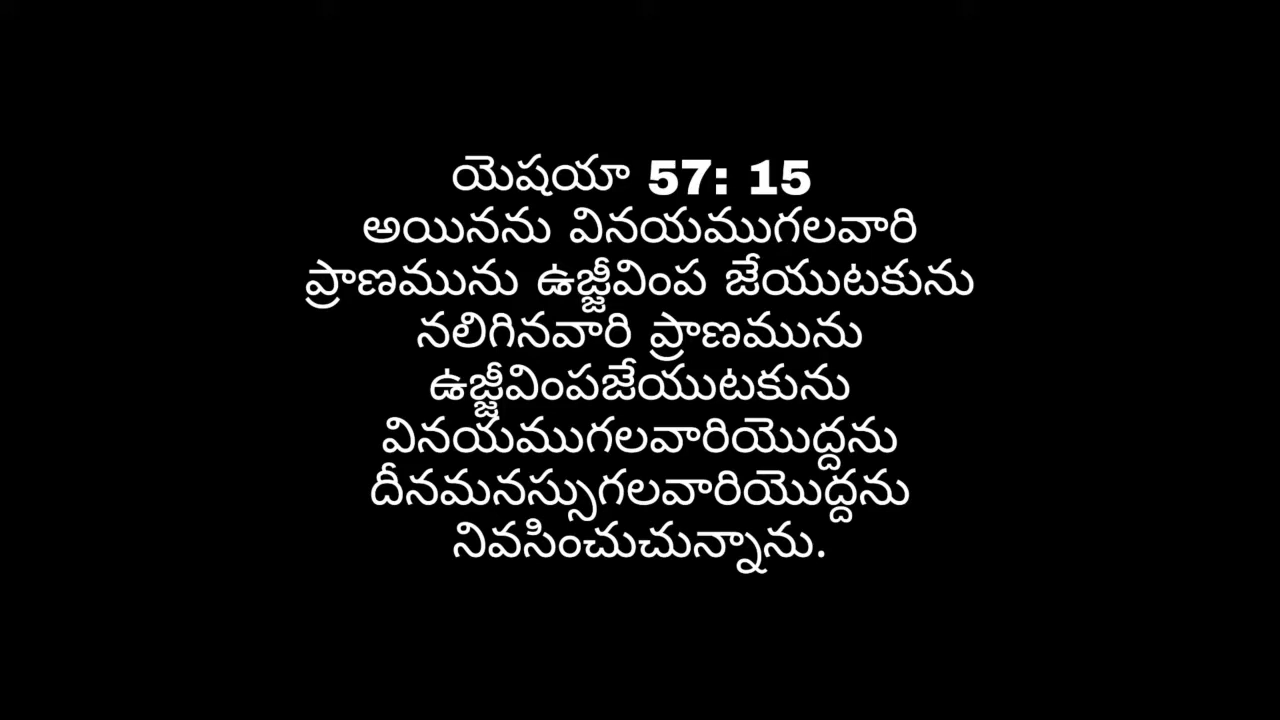 యెషయా 57: 15
అయినను వినయముగలవారి
ప్రాణమును ఉజ్జీవింప జేయుటకును
నలిగినవారి ప్రాణమును
ఉజ్జీవింపజేయుటకును
వినయముగలవారియొద్దను
దీనమనస్సుగలవారియొద్దను
నివసించుచున్నాను.